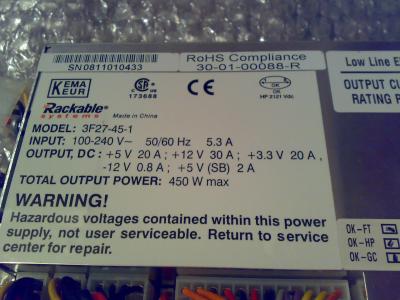 SN0811010433
RoHS Compliance
30-01-00088-R
Low Line E
KEMA
KEUR
SA
173688
CE
OK
HP 2121 Vdc
OUTPUT CU
RATING P
Rackable
systems
Made in China
MODEL: 3F27-45-1
INPUT: 100-240 V~ 50/60 Hz 5.3 A
OUTPUT, DC : +5 V 20 A ; +12 V 30 A ; +3.3 V 20 A ,
-12 V 0.8 A ; +5 V (SB) 2 A
TOTAL OUTPUT POWER: 450 W max
WARNING!
Hazardous voltages contained within this power
supply, not user serviceable. Return to service
center for repair.
OK-FT
OK-HP
OK-GC